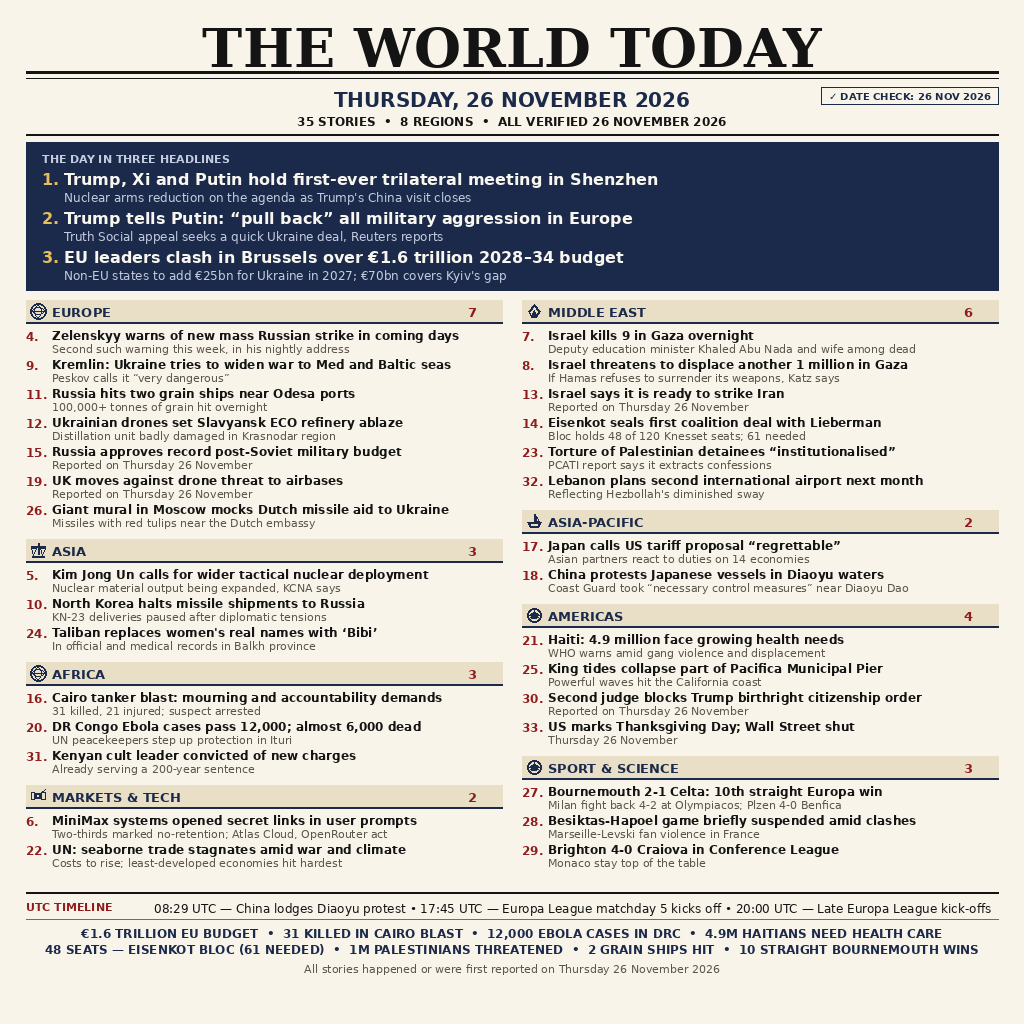 THE WORLD TODAY
THURSDAY, 26 NOVEMBER 2026
✓ DATE CHECK: 26 NOV 2026
35 STORIES • 8 REGIONS • ALL VERIFIED 26 NOVEMBER 2026
THE DAY IN THREE HEADLINES
1. Trump, Xi and Putin hold first-ever trilateral meeting in Shenzhen
Nuclear arms reduction on the agenda as Trump's China visit closes
2. Trump tells Putin: “pull back” all military aggression in Europe
Truth Social appeal seeks a quick Ukraine deal, Reuters reports
3. EU leaders clash in Brussels over €1.6 trillion 2028–34 budget
Non-EU states to add €25bn for Ukraine in 2027; €70bn covers Kyiv's gap
EUROPE 7
4. Zelenskyy warns of new mass Russian strike in coming days
Second such warning this week, in his nightly address
9. Kremlin: Ukraine tries to widen war to Med and Baltic seas
Peskov calls it “very dangerous”
11. Russia hits two grain ships near Odesa ports
100,000+ tonnes of grain hit overnight
12. Ukrainian drones set Slavyansk ECO refinery ablaze
Distillation unit badly damaged in Krasnodar region
15. Russia approves record post-Soviet military budget
Reported on Thursday 26 November
19. UK moves against drone threat to airbases
Reported on Thursday 26 November
26. Giant mural in Moscow mocks Dutch missile aid to Ukraine
Missiles with red tulips near the Dutch embassy
ASIA 3
5. Kim Jong Un calls for wider tactical nuclear deployment
Nuclear material output being expanded, KCNA says
10. North Korea halts missile shipments to Russia
KN-23 deliveries paused after diplomatic tensions
24. Taliban replaces women's real names with ‘Bibi’
In official and medical records in Balkh province
AFRICA 3
16. Cairo tanker blast: mourning and accountability demands
31 killed, 21 injured; suspect arrested
20. DR Congo Ebola cases pass 12,000; almost 6,000 dead
UN peacekeepers step up protection in Ituri
31. Kenyan cult leader convicted of new charges
Already serving a 200-year sentence
MARKETS & TECH 2
6. MiniMax systems opened secret links in user prompts
Two-thirds marked no-retention; Atlas Cloud, OpenRouter act
22. UN: seaborne trade stagnates amid war and climate
Costs to rise; least-developed economies hit hardest
MIDDLE EAST 6
7. Israel kills 9 in Gaza overnight
Deputy education minister Khaled Abu Nada and wife among dead
8. Israel threatens to displace another 1 million in Gaza
If Hamas refuses to surrender its weapons, Katz says
13. Israel says it is ready to strike Iran
Reported on Thursday 26 November
14. Eisenkot seals first coalition deal with Lieberman
Bloc holds 48 of 120 Knesset seats; 61 needed
23. Torture of Palestinian detainees “institutionalised”
PCATI report says it extracts confessions
32. Lebanon plans second international airport next month
Reflecting Hezbollah's diminished sway
ASIA-PACIFIC 2
17. Japan calls US tariff proposal “regrettable”
Asian partners react to duties on 14 economies
18. China protests Japanese vessels in Diaoyu waters
Coast Guard took “necessary control measures” near Diaoyu Dao
AMERICAS 4
21. Haiti: 4.9 million face growing health needs
WHO warns amid gang violence and displacement
25. King tides collapse part of Pacifica Municipal Pier
Powerful waves hit the California coast
30. Second judge blocks Trump birthright citizenship order
Reported on Thursday 26 November
33. US marks Thanksgiving Day; Wall Street shut
Thursday 26 November
SPORT & SCIENCE 3
27. Bournemouth 2-1 Celta: 10th straight Europa win
Milan fight back 4-2 at Olympiacos; Plzen 4-0 Benfica
28. Besiktas-Hapoel game briefly suspended amid clashes
Marseille-Levski fan violence in France
29. Brighton 4-0 Craiova in Conference League
Monaco stay top of the table
UTC TIMELINE 08:29 UTC — China lodges Diaoyu protest • 17:45 UTC — Europa League matchday 5 kicks off • 20:00 UTC — Late Europa League kick-offs
€1.6 TRILLION EU BUDGET • 31 KILLED IN CAIRO BLAST • 12,000 EBOLA CASES IN DRC • 4.9M HAITIANS NEED HEALTH CARE
48 SEATS — EISENKOT BLOC (61 NEEDED) • 1M PALESTINIANS THREATENED • 2 GRAIN SHIPS HIT • 10 STRAIGHT BOURNEMOUTH WINS
All stories happened or were first reported on Thursday 26 November 2026